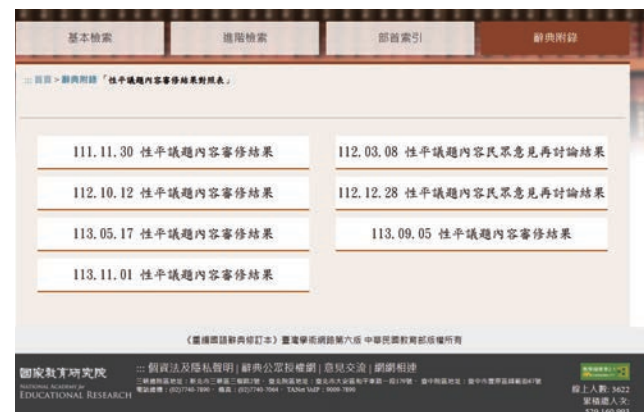 基本檢索
進階檢索
部首索引
辭典附錄
:::首頁 > 辭典附錄「性平議題內容審修結果對照表」
111.11.30 性平議題內容審修結果
112.03.08 性平議題內容民眾意見再討論結果
112.10.12 性平議題內容審修結果
112.12.28 性平議題內容民眾意見再討論結果
113.05.17 性平議題內容審修結果
113.09.05 性平議題內容審修結果
113.11.01 性平議題內容審修結果
《重編國語辭典修訂本》臺灣學術網路第六版 中華民國教育部版權所有
:::個資法及隱私聲明 | 辭典公眾授權網 | 意見交流 | 網網相連
國家教育研究院
NATIONAL ACADEMY for
EDUCATIONAL RESEARCH
線上人數: 3622
累積總人次: